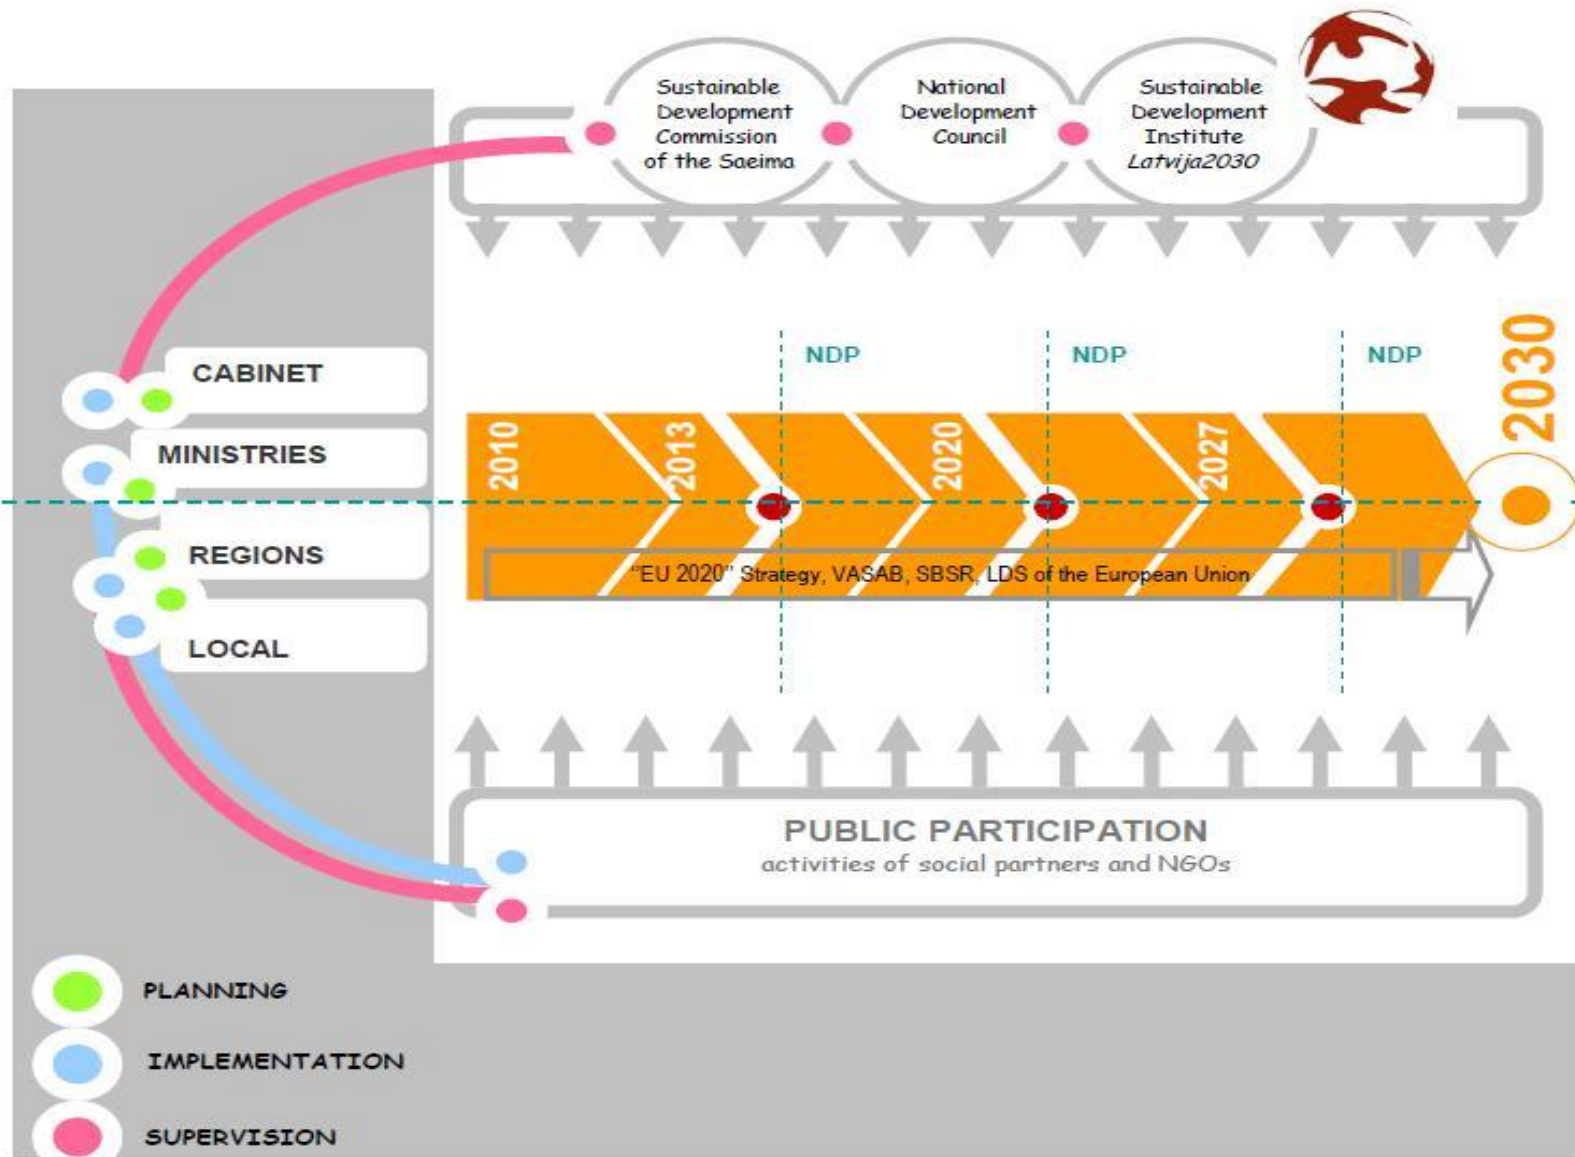 Sustainable
Development
Commission
of the Saeima
National
Development
Council
Sustainable
Development
Institute
Latvija2030
NDP
NDP
NDP
2030
CABINET
MINISTRIES
REGIONS
LOCAL
2010
2013
2020
2027
"EU 2020" Strategy, VASAB, SBSR, LDS of the European Union
PUBLIC PARTICIPATION
activities of social partners and NGOs
PLANNING
IMPLEMENTATION
SUPERVISION